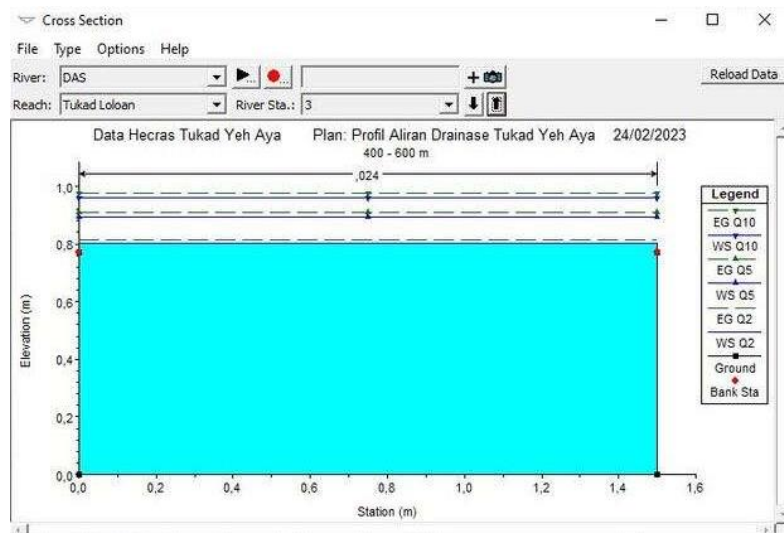 Cross Section
File Type Options Help
River: DAS
Reload Data
Reach: Tukad Loloan River Sta.: 3
Data Hecras Tukad Yeh Aya Plan: Profil Aliran Drainase Tukad Yeh Aya 24/02/2023
400 - 600 m
,024
1,0
0,8
0,6
0,4
0,2
0,0
Elevation (m)
0,0 0,2 0,4 0,6 0,8 1,0 1,2 1,4 1,6
Station (m)
Legend
EG Q10
WS Q10
EG Q5
WS Q5
EG Q2
WS Q2
Ground
Bank Sta